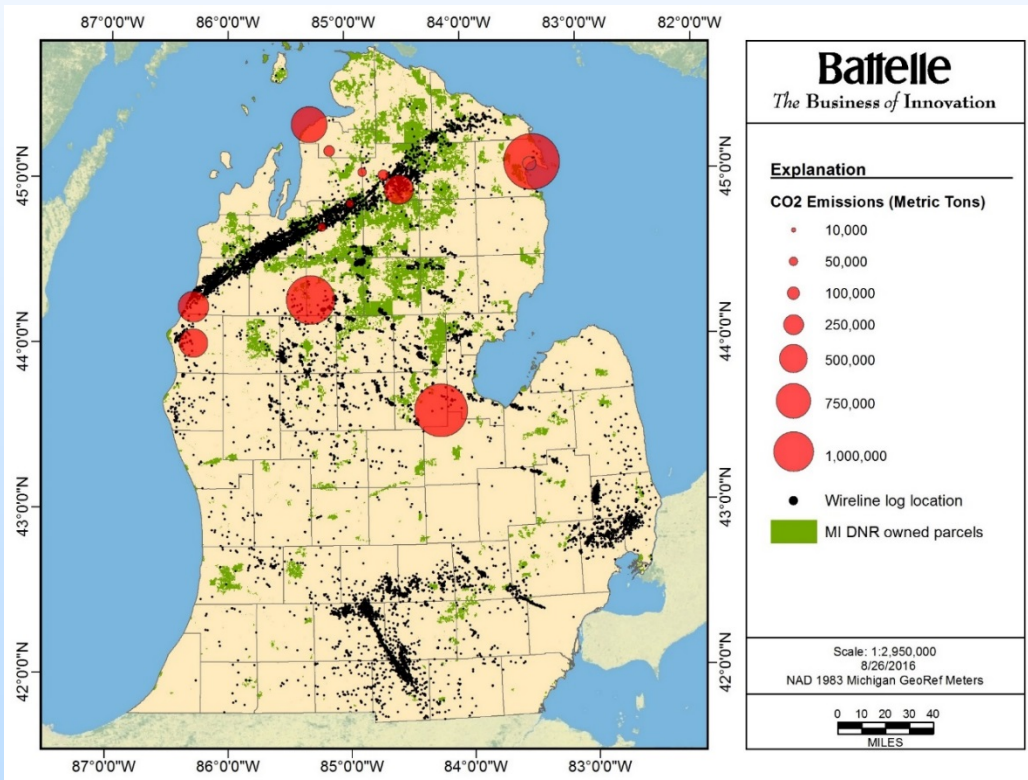 87°0'0"W 86°0'0"W 85°0'0"W 84°0'0"W 83°0'0"W 82°0'0"W
45°0'0"N
44°0'0"N
43°0'0"N
42°0'0"N
45°0'0"N
44°0'0"N
43°0'0"N
42°0'0"N
87°0'0"W 86°0'0"W 85°0'0"W 84°0'0"W 83°0'0"W
Battelle
The Business of Innovation
Explanation
CO2 Emissions (Metric Tons)
10,000
50,000
100,000
250,000
500,000
750,000
1,000,000
Wireline log location
MI DNR owned parcels
Scale: 1:2,950,000
8/26/2016
NAD 1983 Michigan GeoRef Meters
0 10 20 30 40
MILES